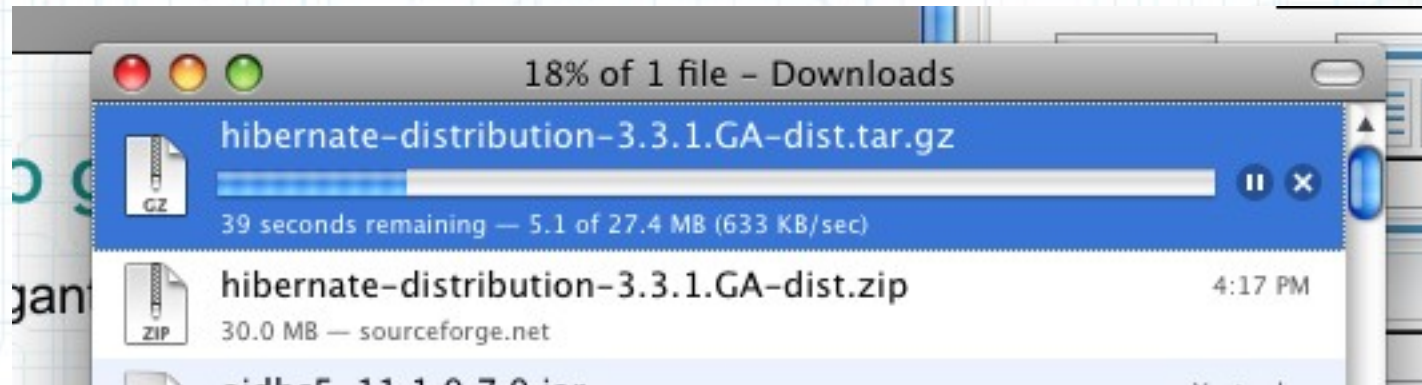 18% of 1 file – Downloads
hibernate-distribution-3.3.1.GA-dist.tar.gz
GZ
39 seconds remaining — 5.1 of 27.4 MB (633 KB/sec)
hibernate-distribution-3.3.1.GA-dist.zip
4:17 PM
ZIP
30.0 MB — sourceforge.net